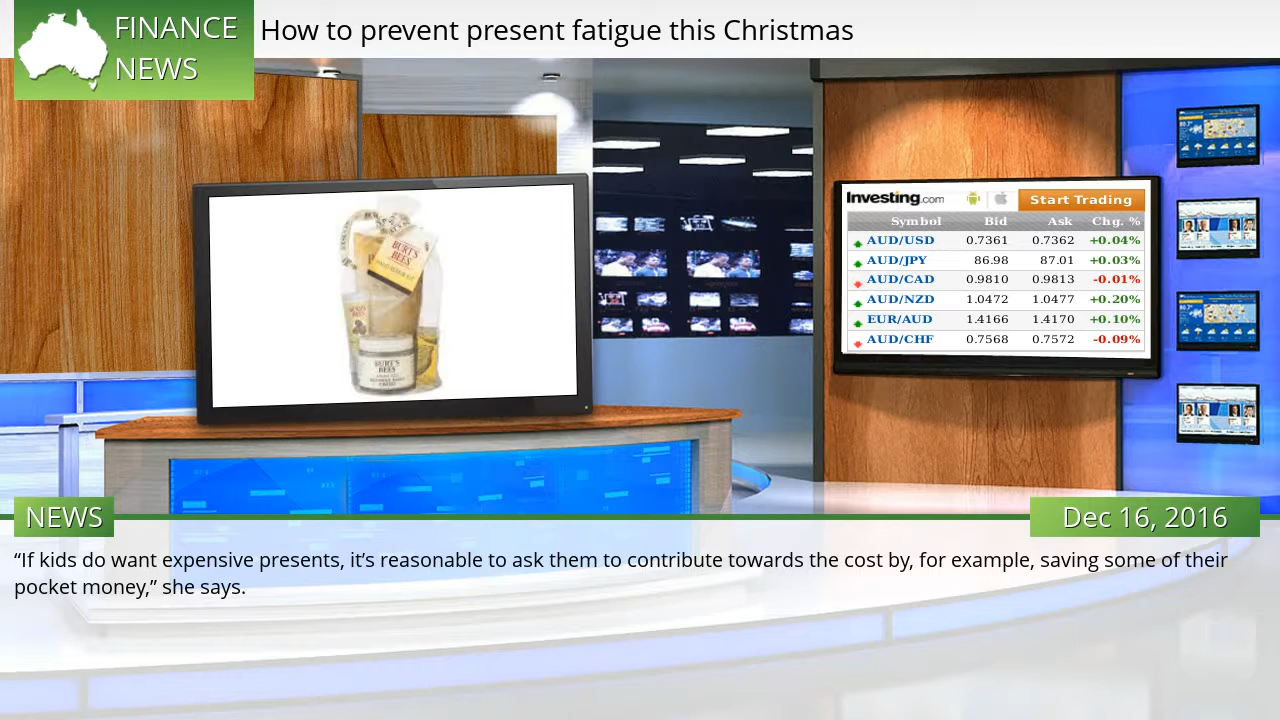 FINANCE
NEWS
How to prevent present fatigue this Christmas
BURT'S
BEES
BURT'S
BEES
Investing.com
Start Trading
Symbol Bid Ask Chg. %
AUD/USD 0.7361 0.7362 +0.04%
AUD/JPY 86.98 87.01 +0.03%
AUD/CAD 0.9810 0.9813 -0.01%
AUD/NZD 1.0472 1.0477 +0.20%
EUR/AUD 1.4166 1.4170 +0.10%
AUD/CHF 0.7568 0.7572 -0.09%
NEWS
Dec 16, 2016
“If kids do want expensive presents, it’s reasonable to ask them to contribute towards the cost by, for example, saving some of their
pocket money,” she says.